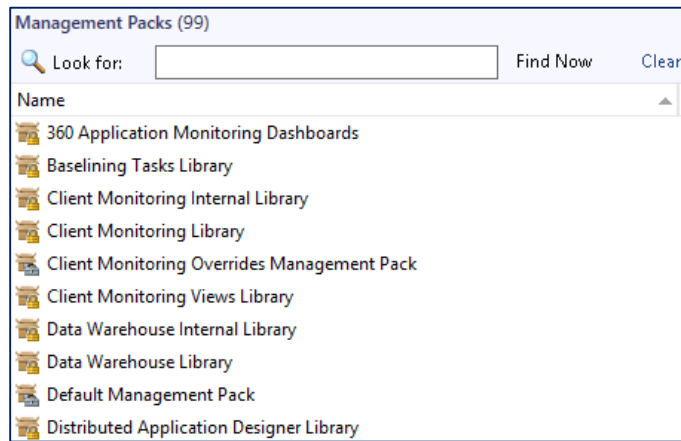 Management Packs (99)
Look for: Find Now Clear
Name
360 Application Monitoring Dashboards
Baselining Tasks Library
Client Monitoring Internal Library
Client Monitoring Library
Client Monitoring Overrides Management Pack
Client Monitoring Views Library
Data Warehouse Internal Library
Data Warehouse Library
Default Management Pack
Distributed Application Designer Library